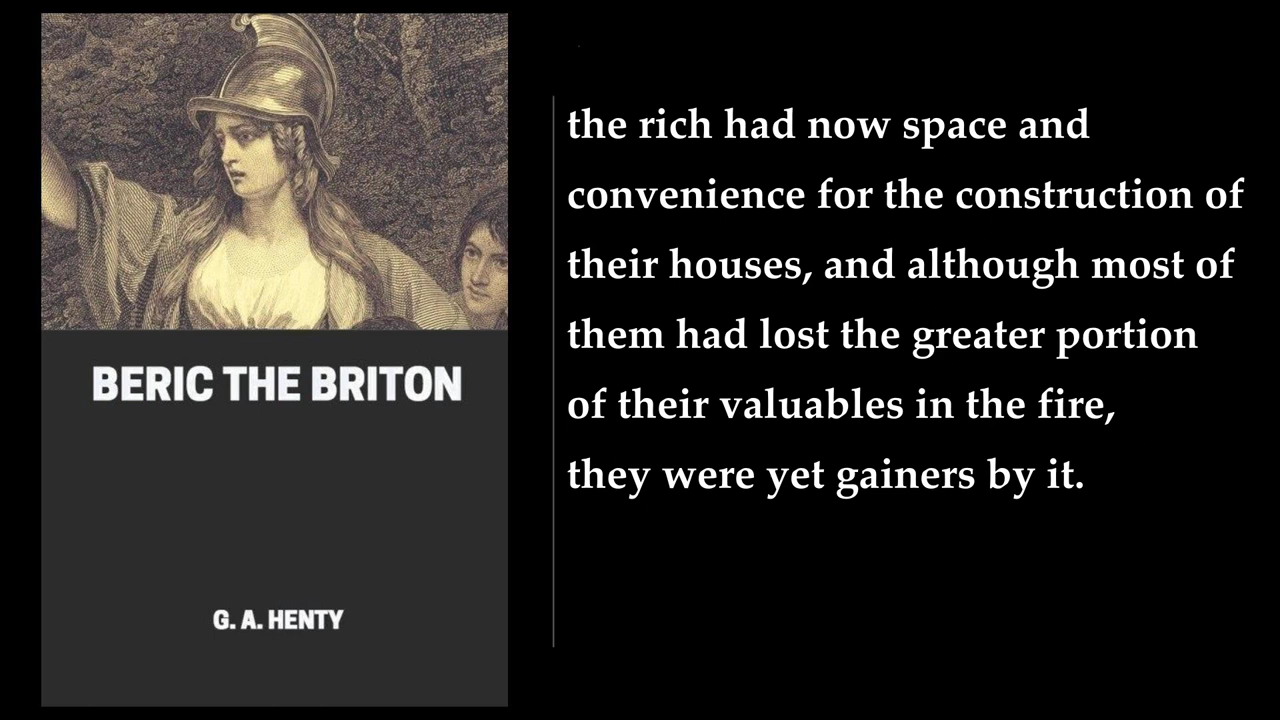 BERIC THE BRITON
G. A. HENTY
the rich had now space and
convenience for the construction of
their houses, and although most of
them had lost the greater portion
of their valuables in the fire,
they were yet gainers by it.